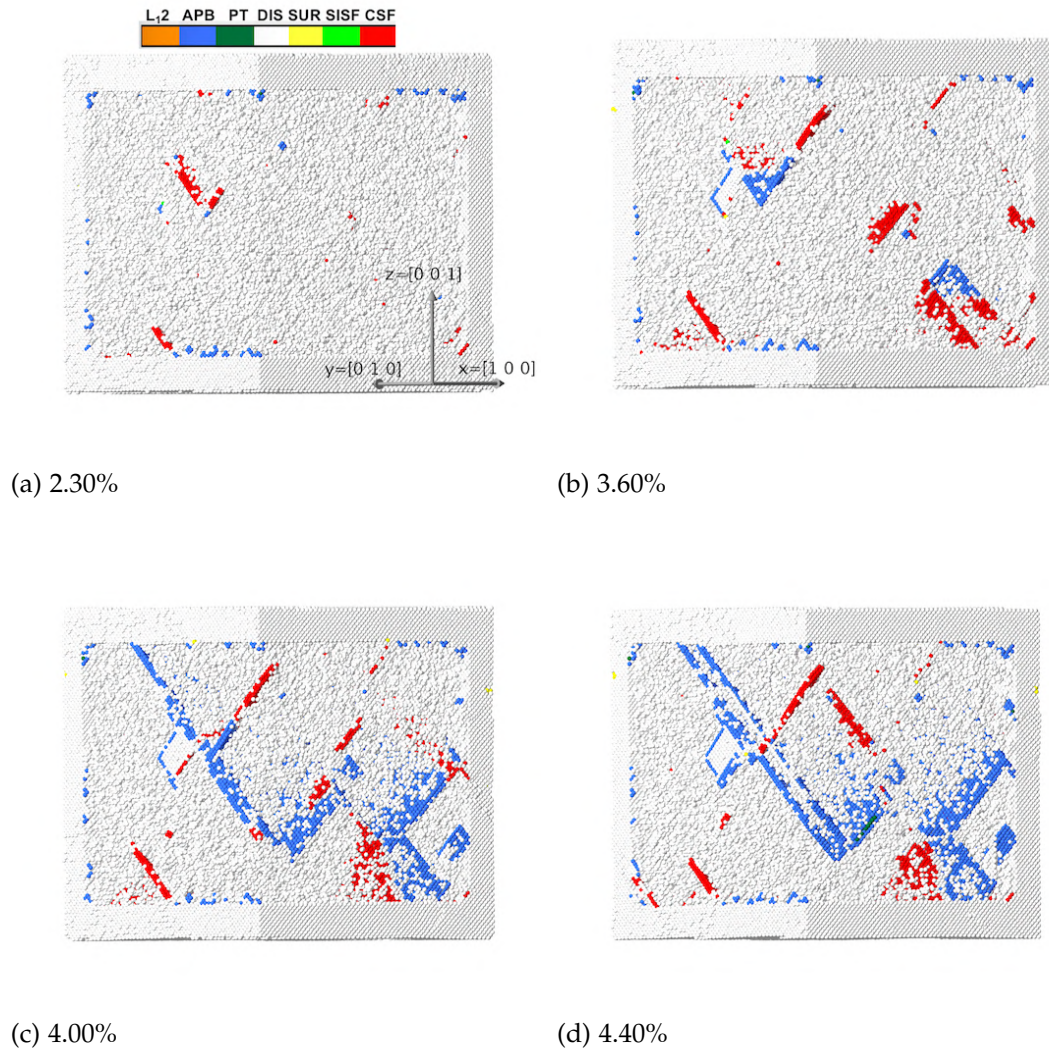 L₁2 APB PT DIS SUR SISF CSF
z=[0 0 1]
y=[0 1 0] x=[1 0 0]
(a) 2.30%
(b) 3.60%
(c) 4.00%
(d) 4.40%